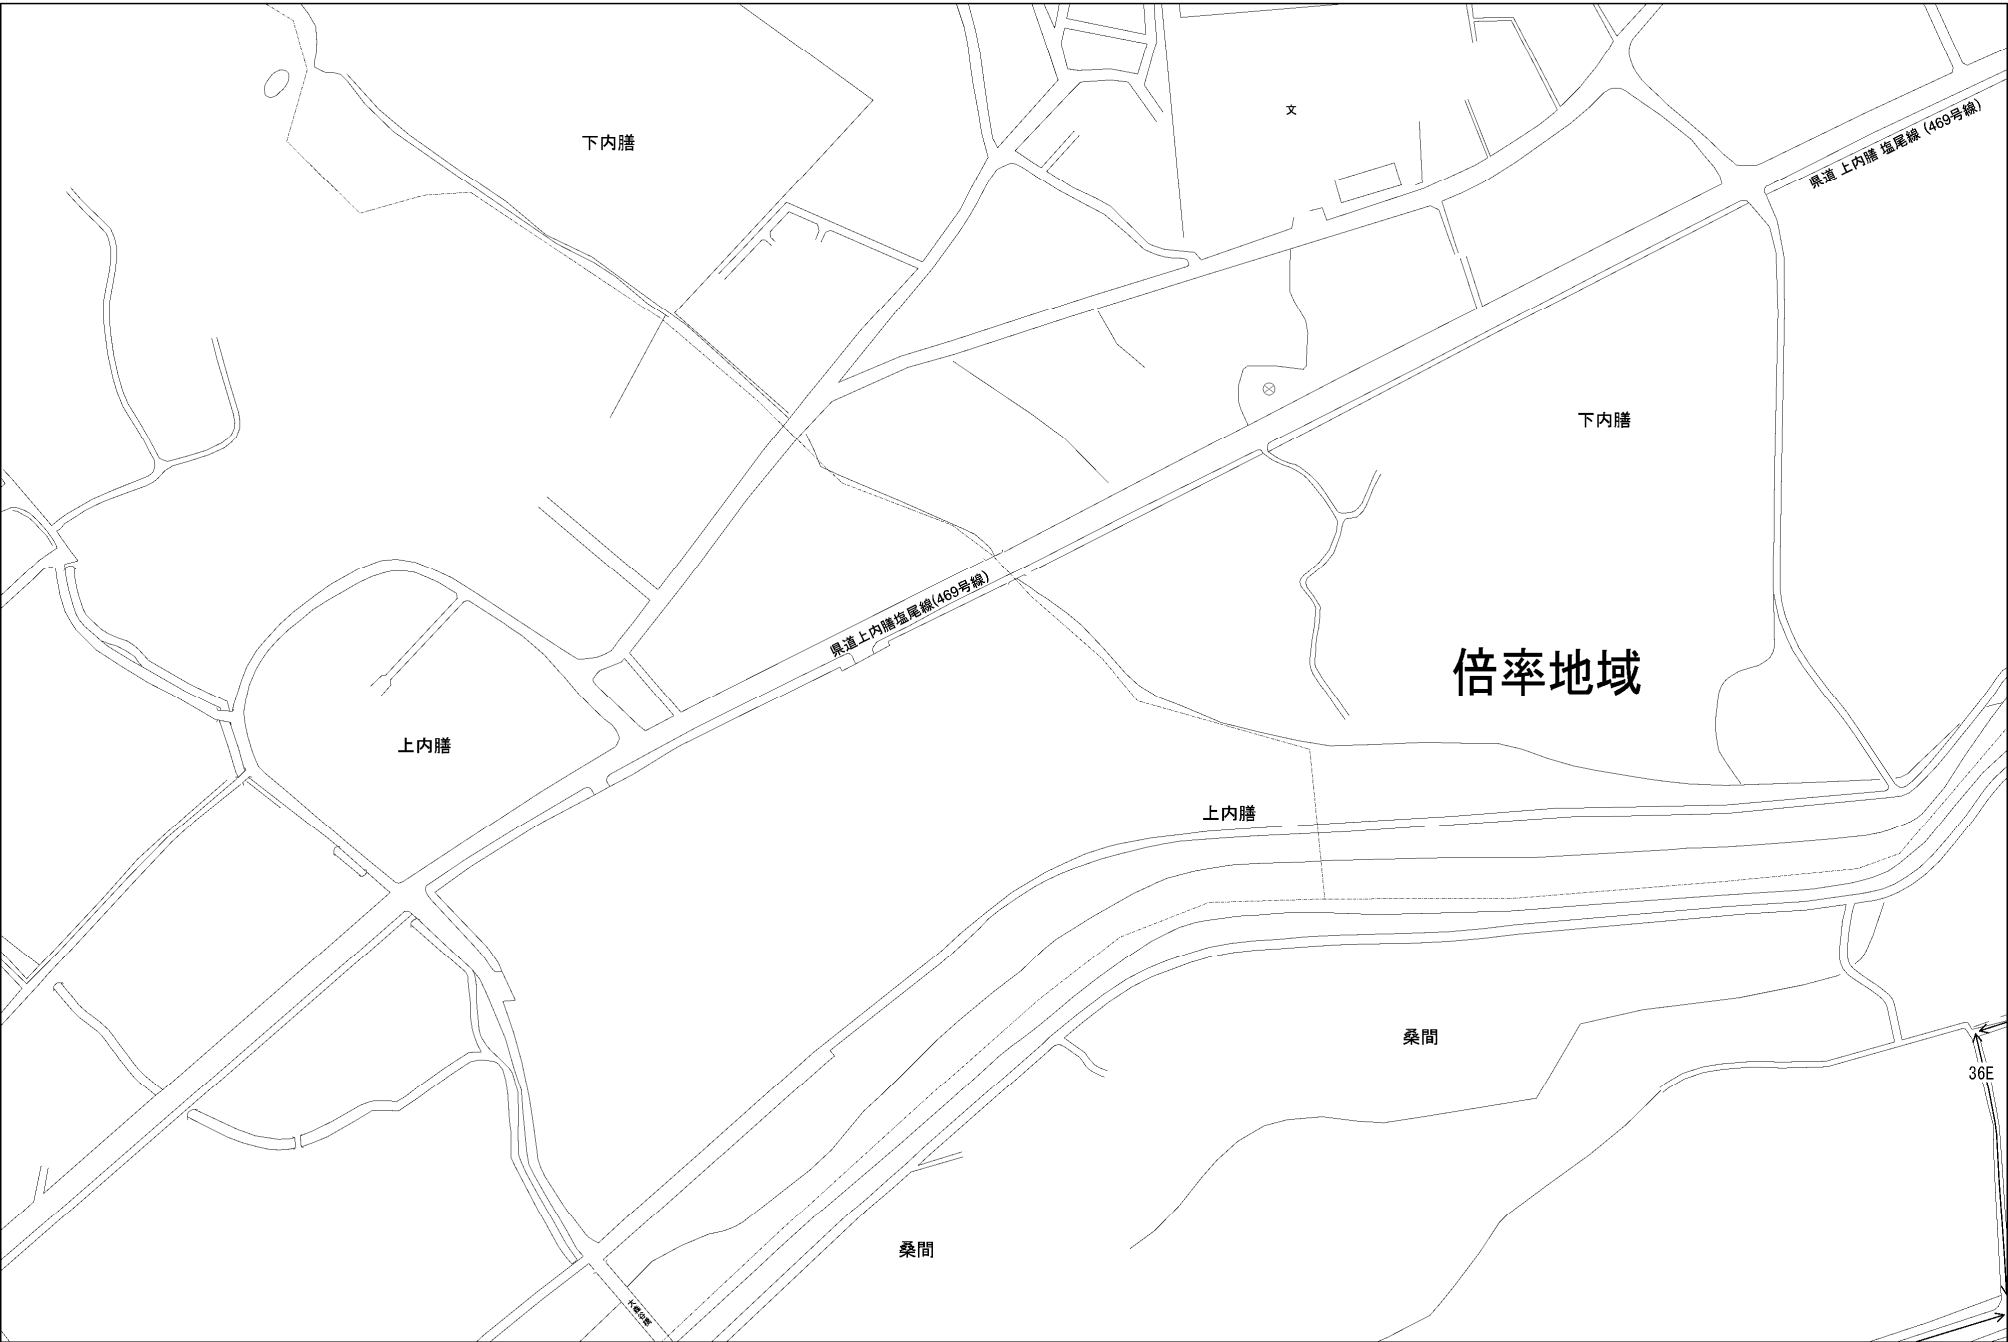 文
県道 上内膳 塩尾線 (469号線)
下内膳
下内膳
県道上内膳塩尾線(469号線)
倍率地域
上内膳
上内膳
桑間
36E
桑間